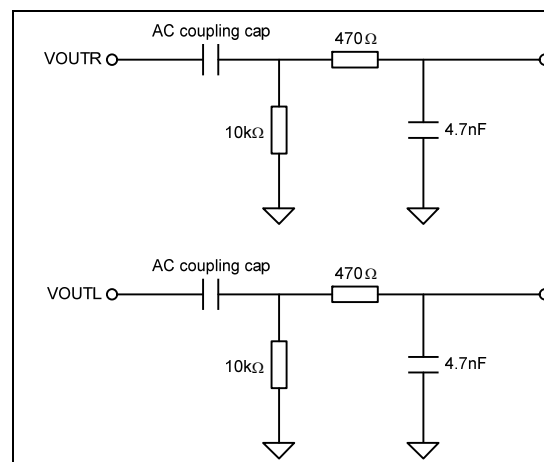 AC coupling cap
470Ω
VOUTR
10kΩ
4.7nF
AC coupling cap
470Ω
VOUTL
10kΩ
4.7nF